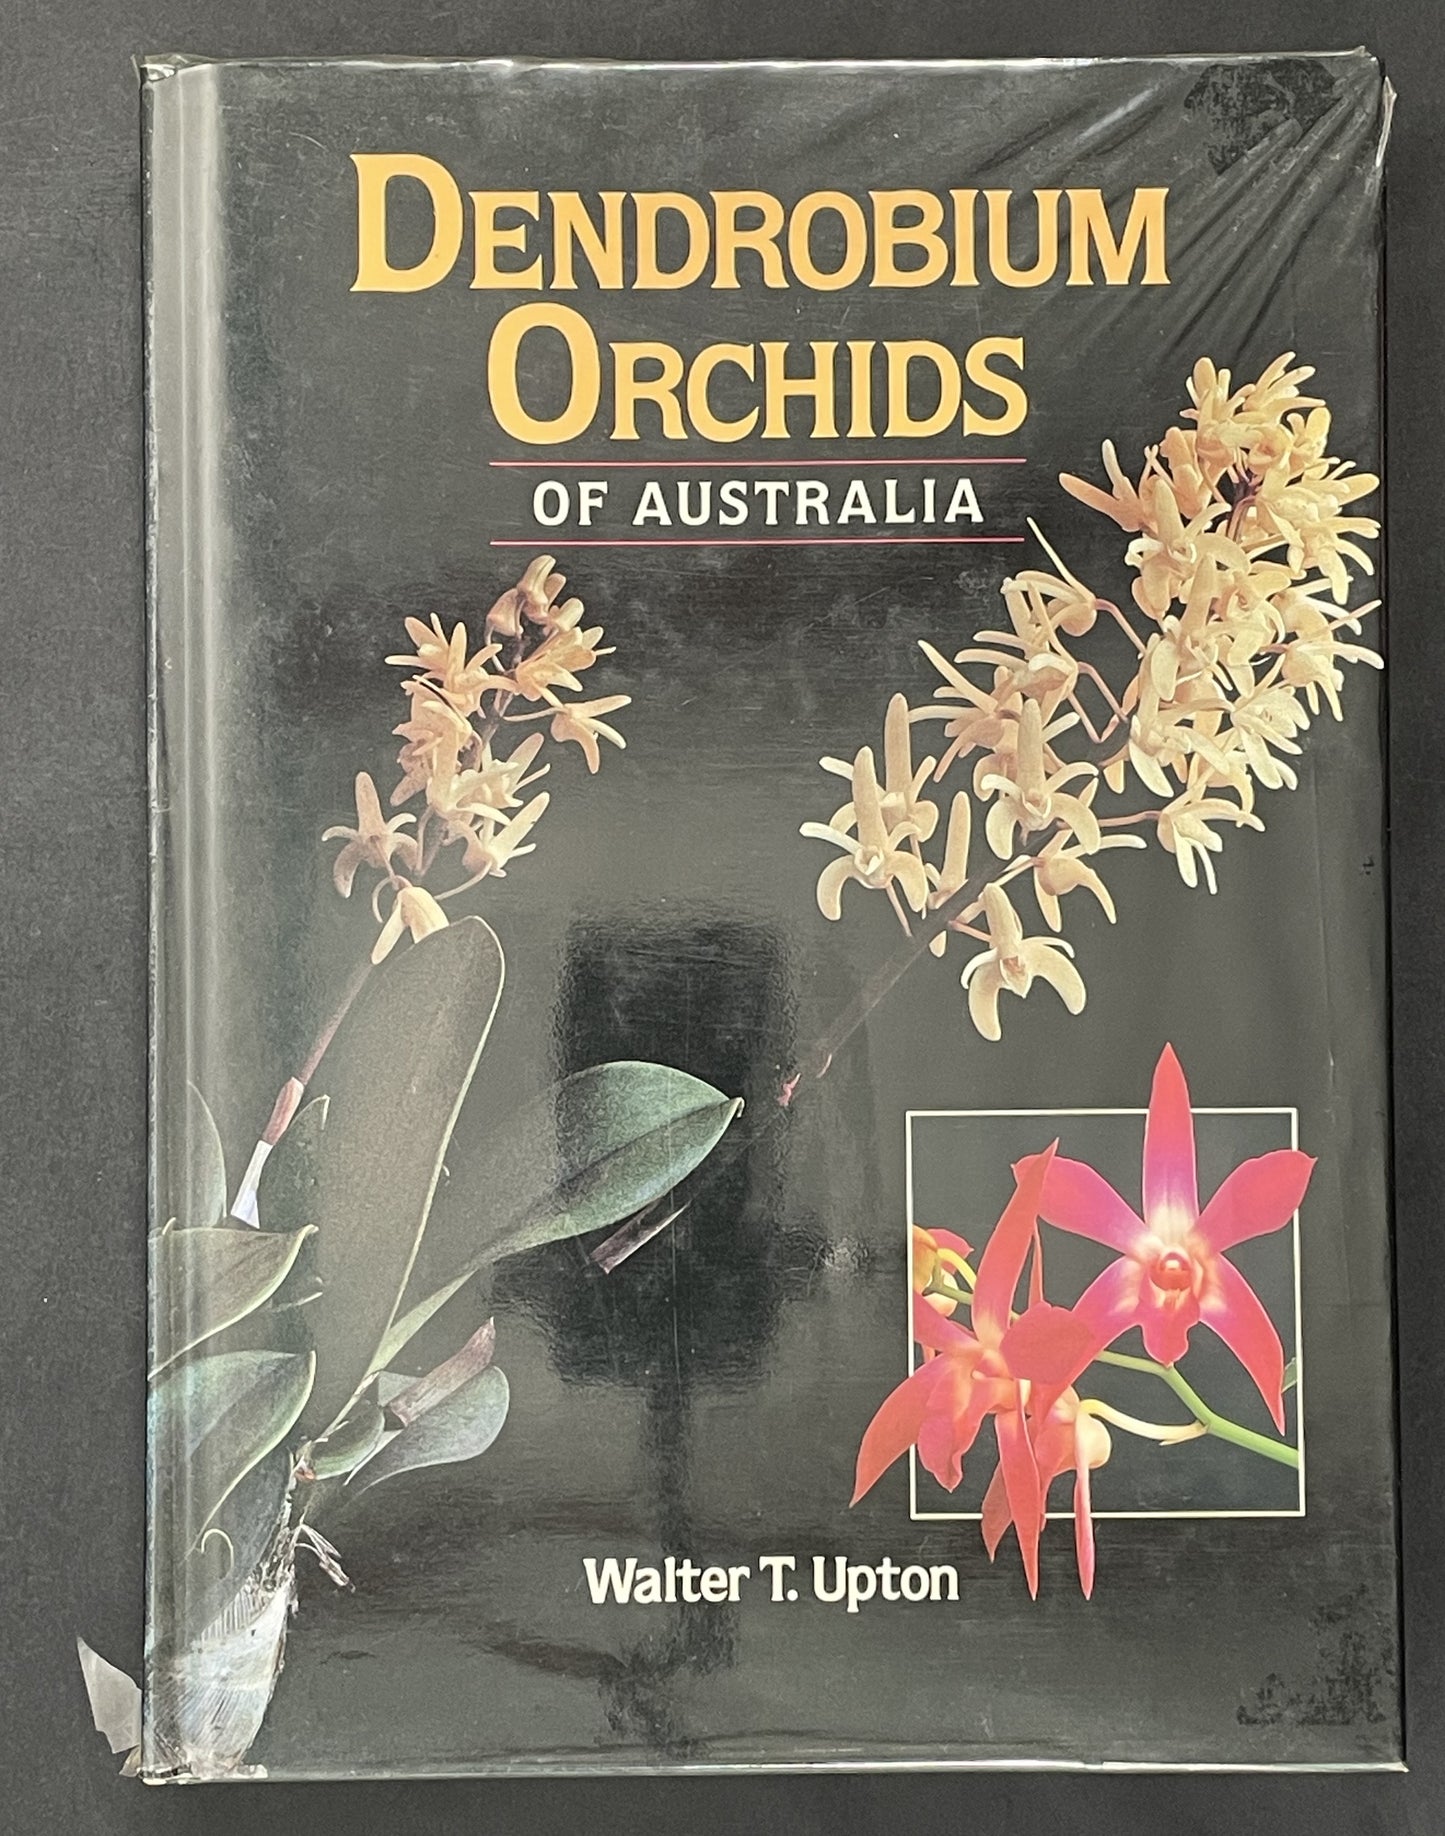 DENDROBIUM
ORCHIDS
OF AUSTRALIA
Walter T. Upton